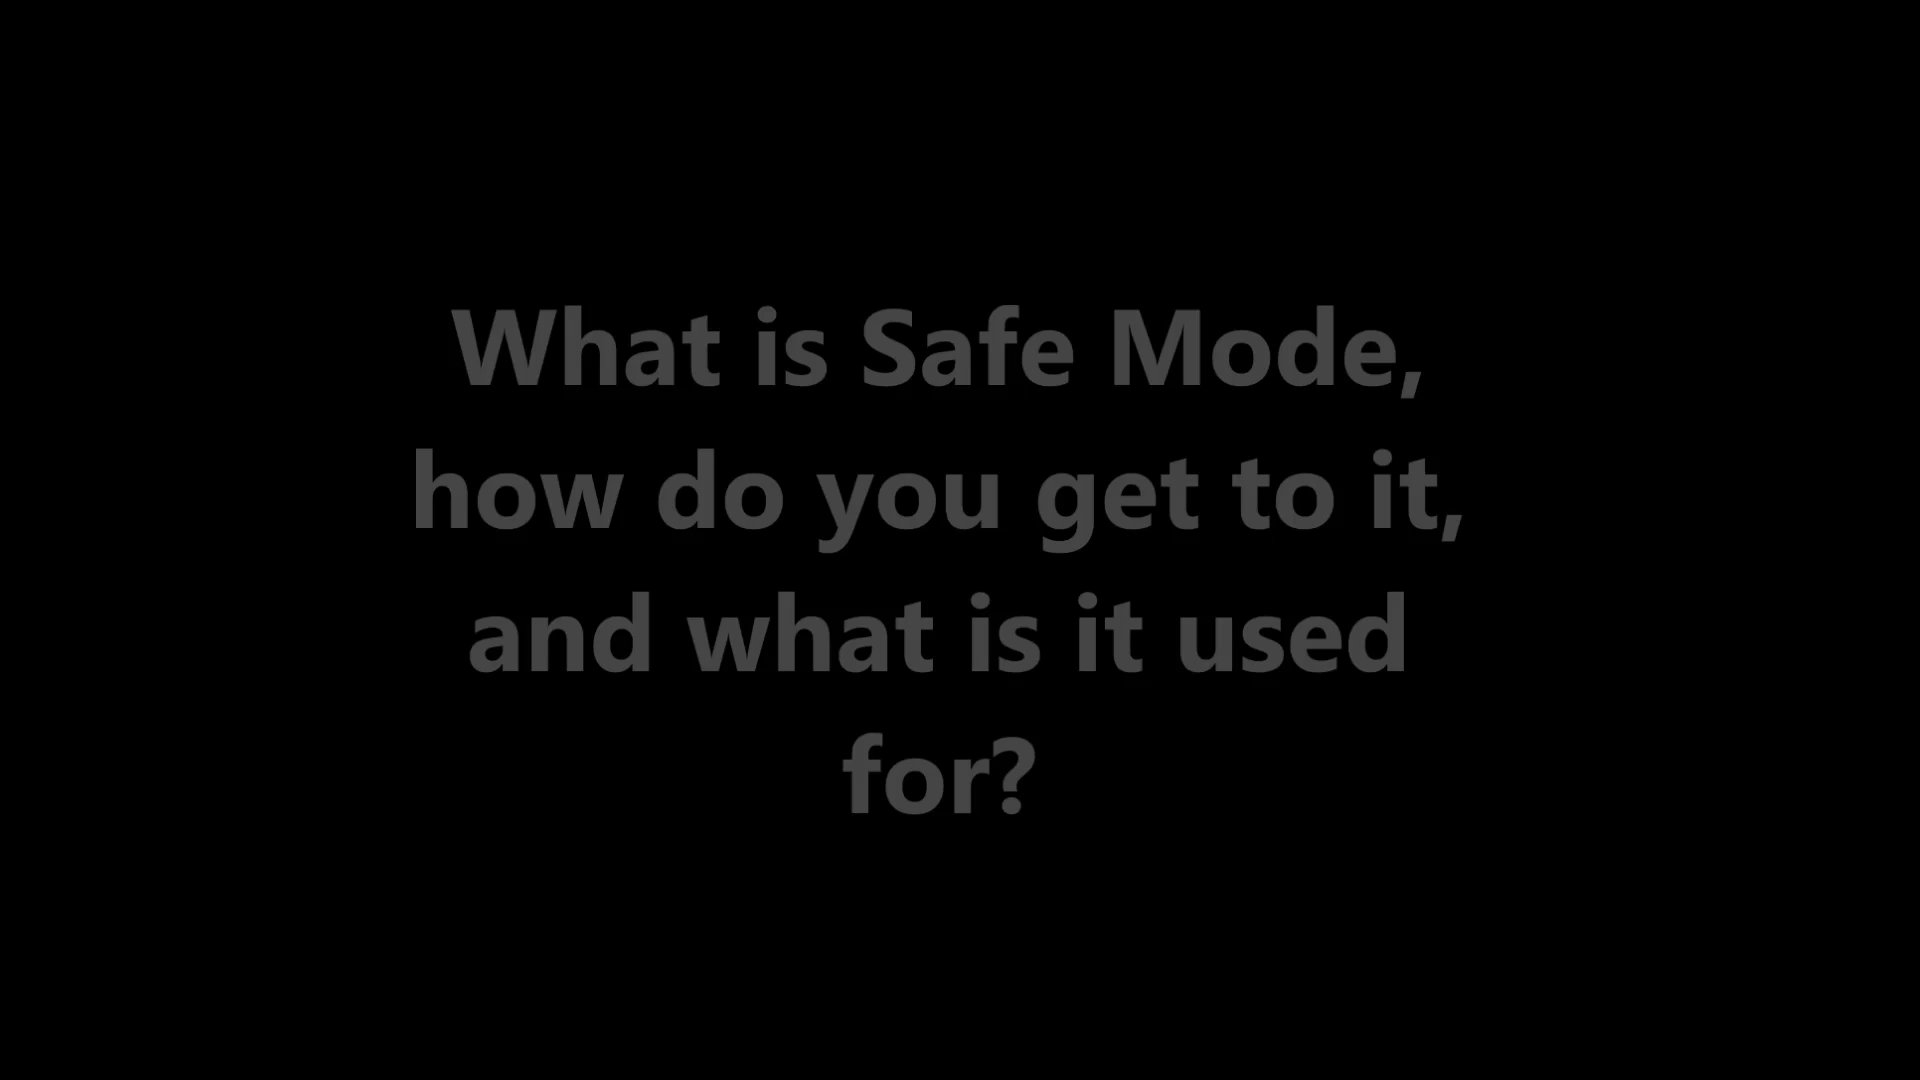 What is Safe Mode,
how do you get to it,
and what is it used
for?